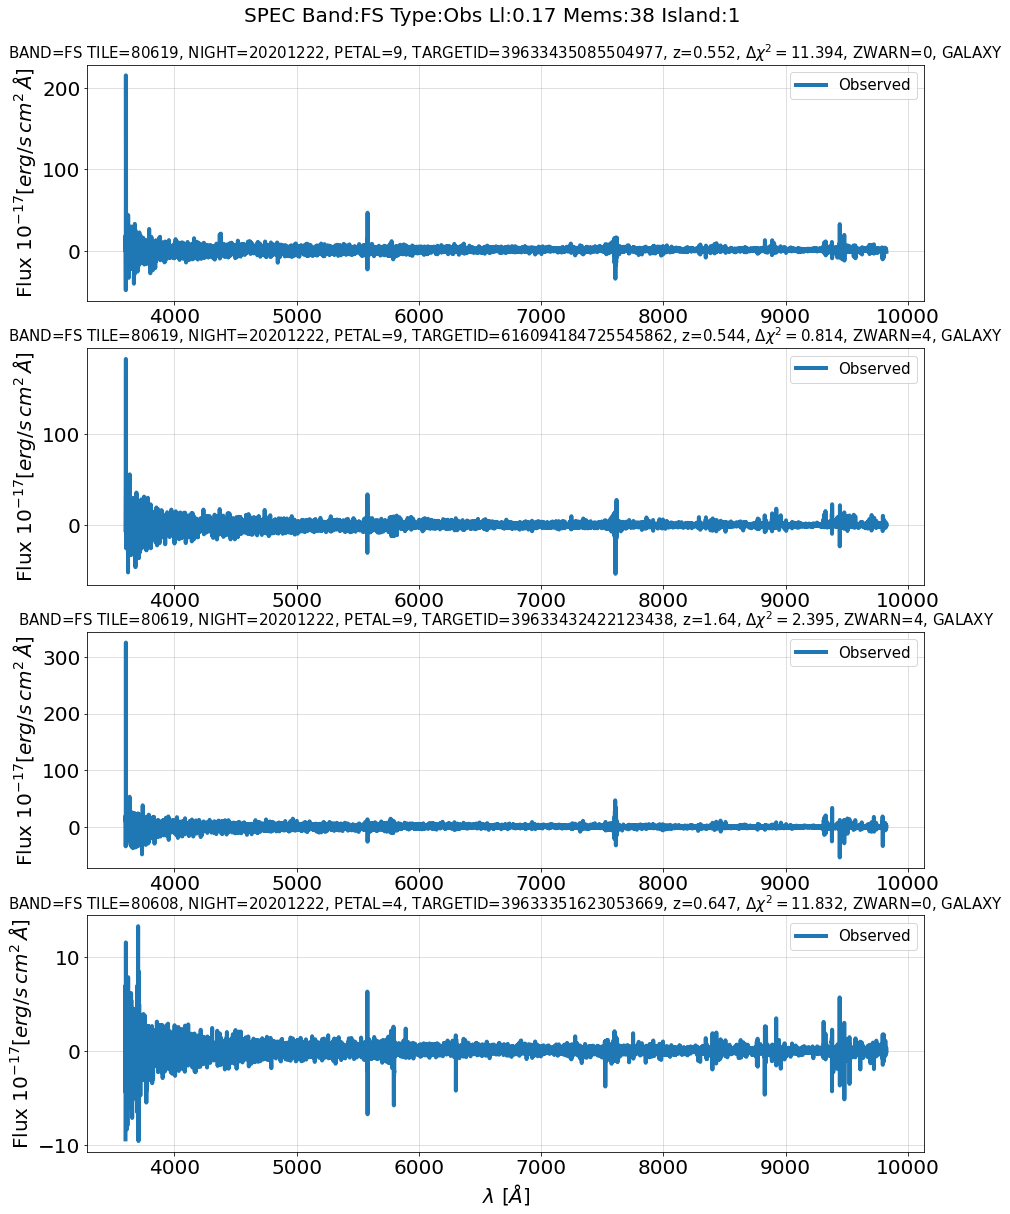 SPEC Band:FS Type:Obs Ll:0.17 Mems:38 Island:1
BAND=FS TILE=80619, NIGHT=20201222, PETAL=9, TARGETID=39633435085504977, z=0.552, Δχ² = 11.394, ZWARN=0, GALAXY
Flux 10⁻¹⁷[erg/s cm² Å]
200
100
0
Observed
4000 5000 6000 7000 8000 9000 10000
BAND=FS TILE=80619, NIGHT=20201222, PETAL=9, TARGETID=616094184725545862, z=0.544, Δχ² = 0.814, ZWARN=4, GALAXY
Flux 10⁻¹⁷[erg/s cm² Å]
100
0
Observed
4000 5000 6000 7000 8000 9000 10000
BAND=FS TILE=80619, NIGHT=20201222, PETAL=9, TARGETID=39633432422123438, z=1.64, Δχ² = 2.395, ZWARN=4, GALAXY
Flux 10⁻¹⁷[erg/s cm² Å]
300
200
100
0
Observed
4000 5000 6000 7000 8000 9000 10000
BAND=FS TILE=80608, NIGHT=20201222, PETAL=4, TARGETID=39633351623053669, z=0.647, Δχ² = 11.832, ZWARN=0, GALAXY
Flux 10⁻¹⁷[erg/s cm² Å]
10
0
−10
Observed
4000 5000 6000 7000 8000 9000 10000
λ [Å]